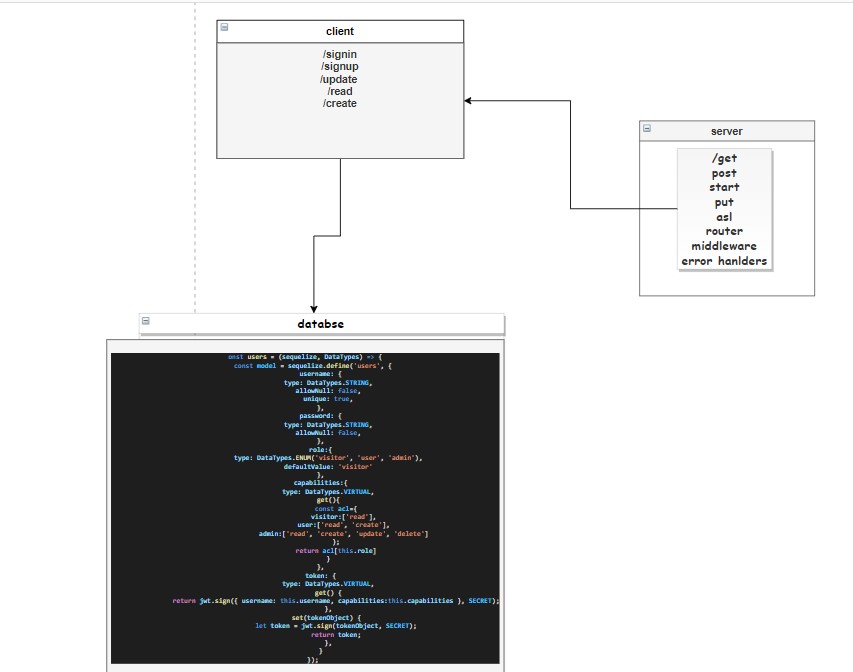 client
/signin
/signup
/update
/read
/create
server
/get
post
start
put
asl
router
middleware
error hanlders
databse
onst users = (sequelize, DataTypes) => {
const model = sequelize.define('users', {
username: {
type: DataTypes.STRING,
allowNull: false,
unique: true,
},
password: {
type: DataTypes.STRING,
allowNull: false,
},
role:{
type: DataTypes.ENUM('visitor', 'user', 'admin'),
defaultValue: 'visitor'
},
capabilities:{
type: DataTypes.VIRTUAL,
get(){
const acl={
visitor:['read'],
user:['read', 'create'],
admin:['read', 'create', 'update', 'delete']
};
return acl[this.role]
}
},
token: {
type: DataTypes.VIRTUAL,
get() {
return jwt.sign({ username: this.username, capabilities:this.capabilities }, SECRET);
},
set(tokenObject) {
let token = jwt.sign(tokenObject, SECRET);
return token;
},
}
});